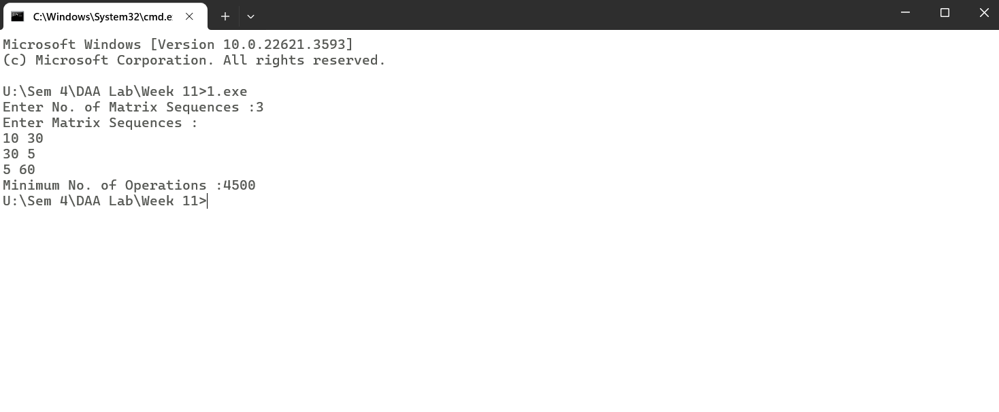 C:\Windows\System32\cmd.e
Microsoft Windows [Version 10.0.22621.3593]
(c) Microsoft Corporation. All rights reserved.
U:\Sem 4\DAA Lab\Week 11>1.exe
Enter No. of Matrix Sequences :3
Enter Matrix Sequences :
10 30
30 5
5 60
Minimum No. of Operations :4500
U:\Sem 4\DAA Lab\Week 11>